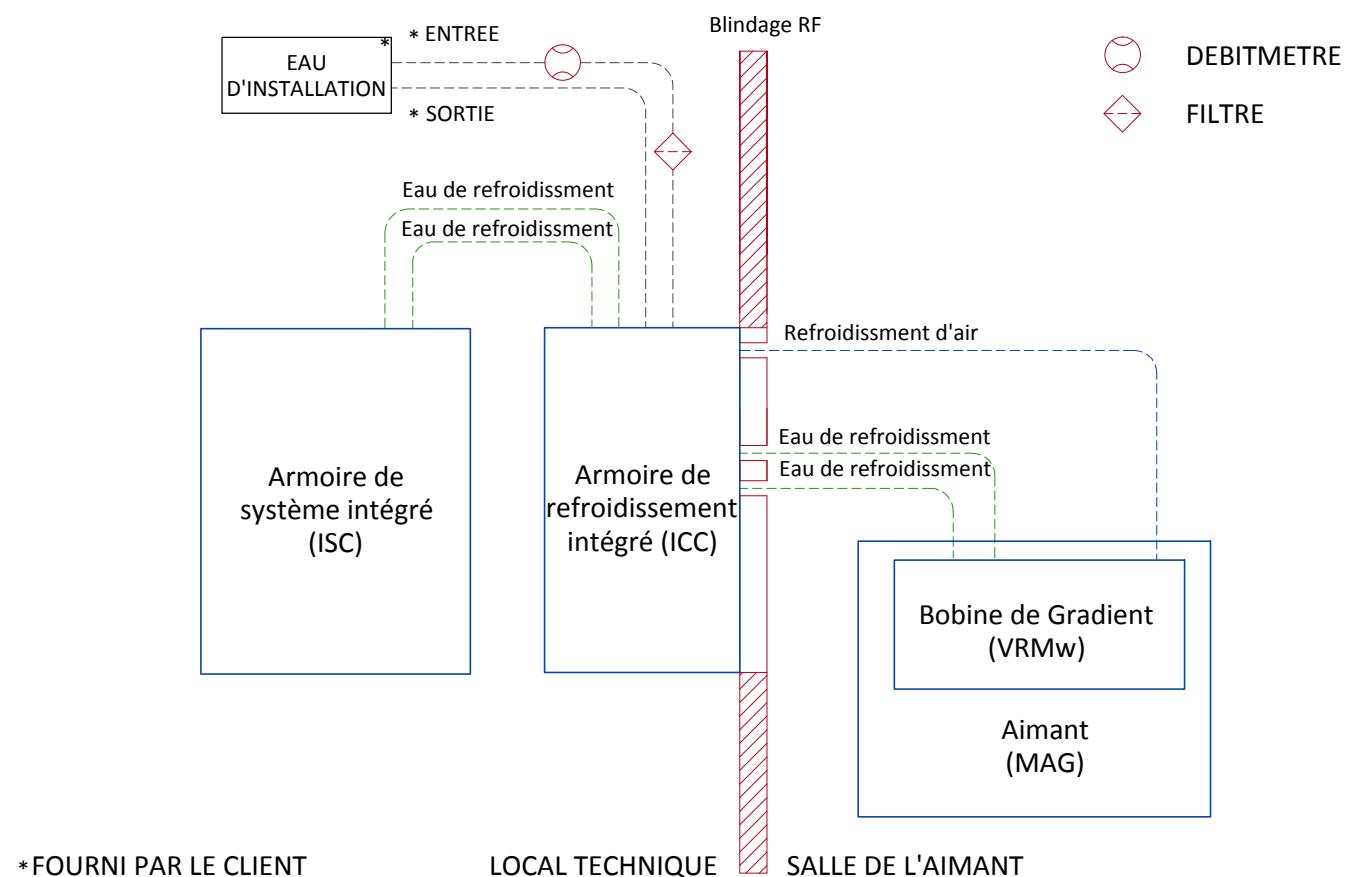 Blindage RF
* ENTREE
*
EAU
D'INSTALLATION
* SORTIE
DEBITMETRE
FILTRE
Eau de refroidissment
Eau de refroidissment
Refroidissment d'air
Eau de refroidissment
Eau de refroidissment
Armoire de
système intégré
(ISC)
Armoire de
refroidissement
intégré (ICC)
Bobine de Gradient
(VRMw)
Aimant
(MAG)
*FOURNI PAR LE CLIENT
LOCAL TECHNIQUE
SALLE DE L'AIMANT